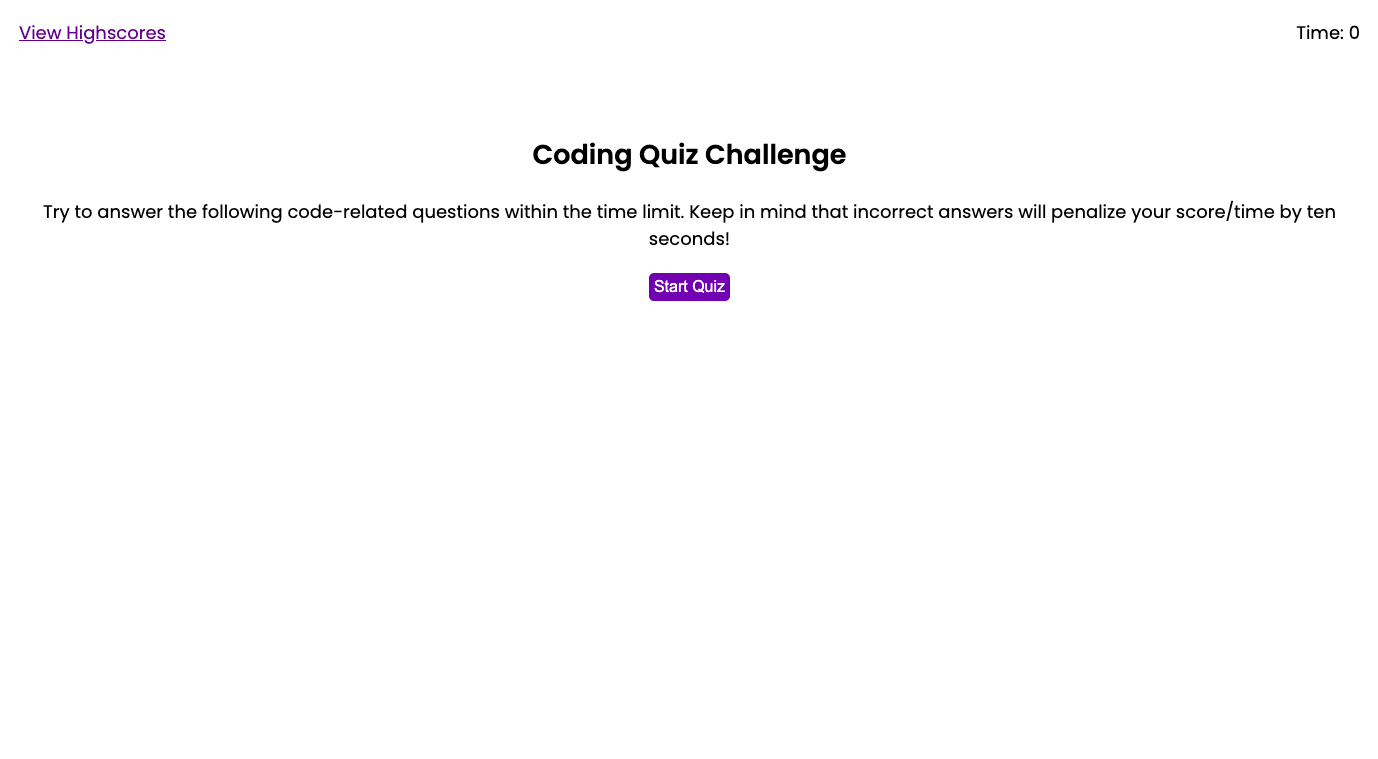 View Highscores
Time: 0
Coding Quiz Challenge
Try to answer the following code-related questions within the time limit. Keep in mind that incorrect answers will penalize your score/time by ten
seconds!
Start Quiz